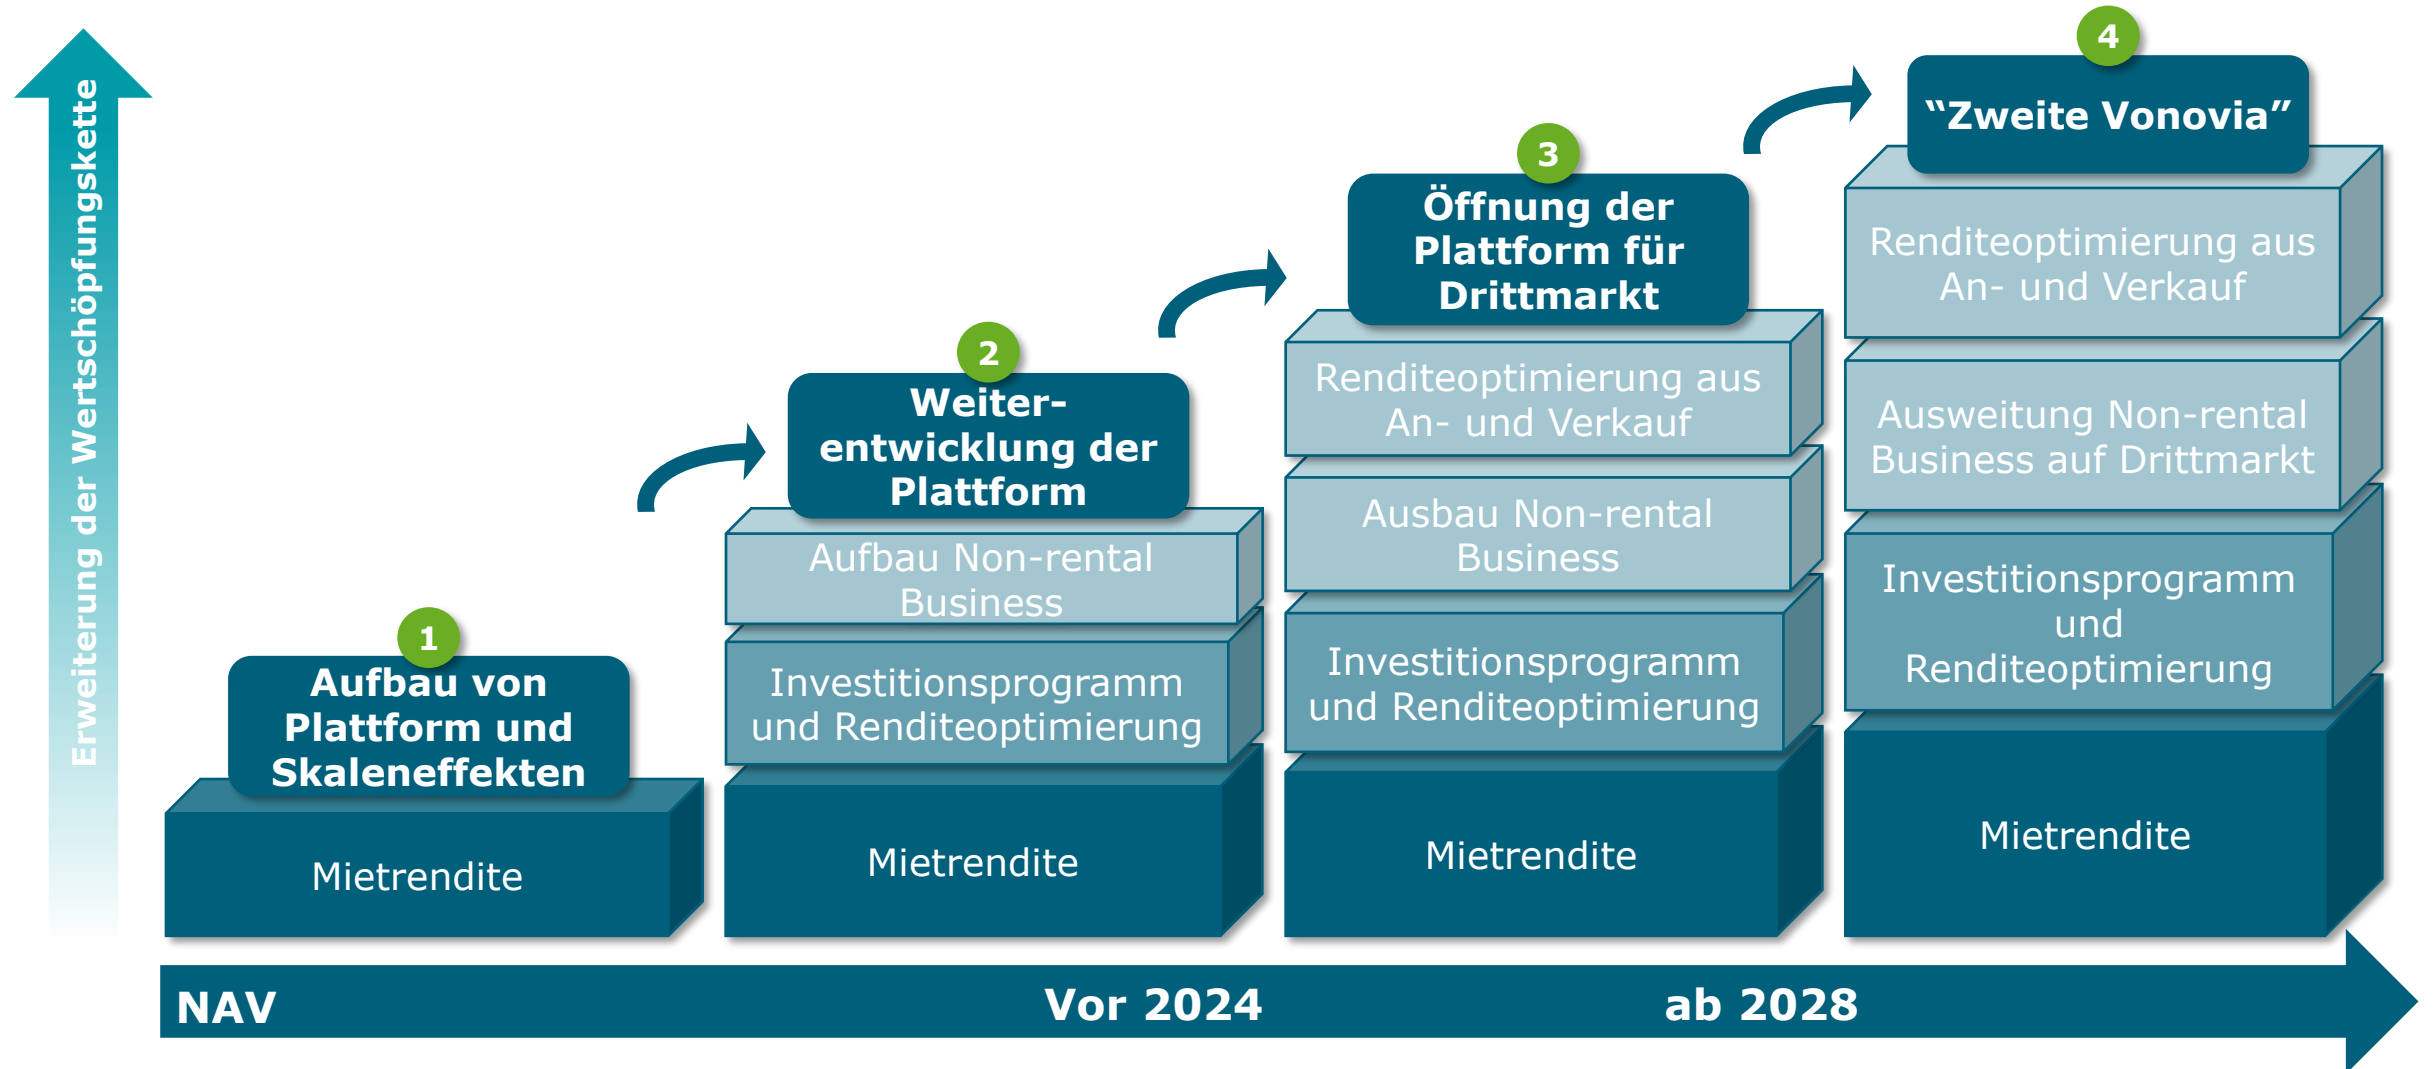 Erweiterung der Wertschöpfungskette
1
Aufbau von
Plattform und
Skaleneffekten
Mietrendite
2
Weiter-
entwicklung der
Plattform
Aufbau Non-rental
Business
Investitionsprogramm
und Renditeoptimierung
Mietrendite
3
Öffnung der
Plattform für
Drittmarkt
Renditeoptimierung aus
An- und Verkauf
Ausbau Non-rental
Business
Investitionsprogramm
und Renditeoptimierung
Mietrendite
4
“Zweite Vonovia”
Renditeoptimierung aus
An- und Verkauf
Ausweitung Non-rental
Business auf Drittmarkt
Investitionsprogramm
und
Renditeoptimierung
Mietrendite
NAV
Vor 2024
ab 2028